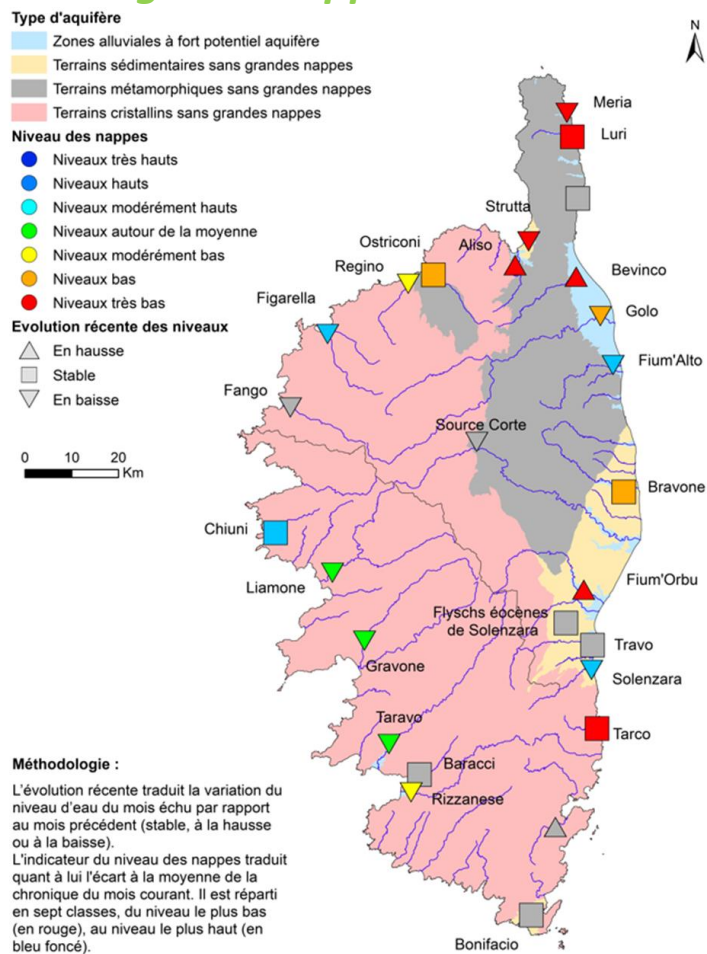 Type d'aquifère
Zones alluviales à fort potentiel aquifère
Terrains sédimentaires sans grandes nappes
Terrains métamorphiques sans grandes nappes
Terrains cristallins sans grandes nappes
Niveau des nappes
Niveaux très hauts
Niveaux hauts
Niveaux modérément hauts
Niveaux autour de la moyenne
Niveaux modérément bas
Niveaux bas
Niveaux très bas
Evolution récente des niveaux
En hausse
Stable
En baisse
0 10 20
Km
N
Meria
Luri
Strutta
Ostriconi
Aliso
Regino
Bevinco
Figarella
Golo
Fium'Alto
Fango
Source Corte
Bravone
Chiuni
Liamone
Fium'Orbu
Flyschs éocènes
de Solenzara
Travo
Gravone
Solenzara
Taravo
Tarco
Baracci
Rizzanese
Bonifacio
Méthodologie :
L'évolution récente traduit la variation du
niveau d'eau du mois échu par rapport
au mois précédent (stable, à la hausse
ou à la baisse).
L'indicateur du niveau des nappes traduit
quant à lui l'écart à la moyenne de la
chronique du mois courant. Il est réparti
en sept classes, du niveau le plus bas
(en rouge), au niveau le plus haut (en
bleu foncé).